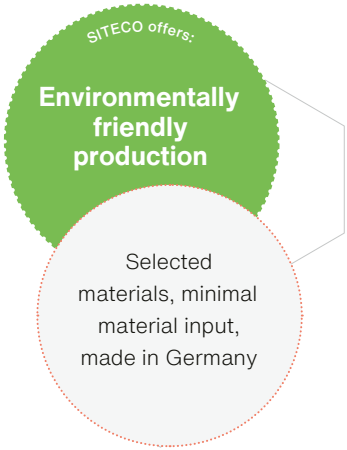 SITECO offers:
Environmentally
friendly
production
Selected
materials, minimal
material input,
made in Germany